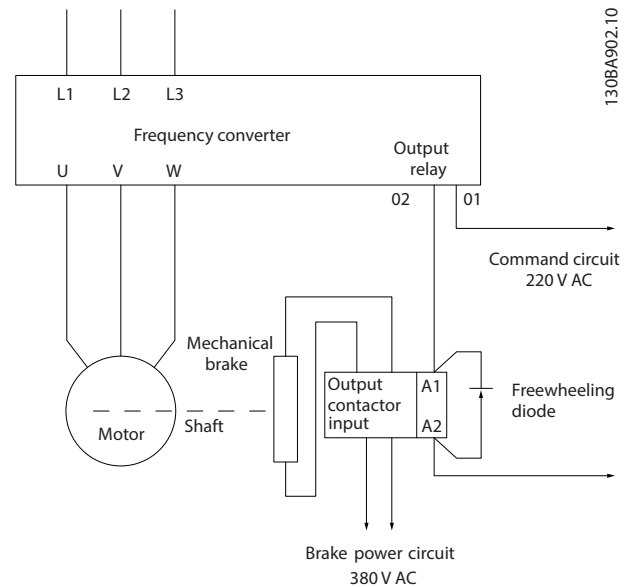 130BA902.10
L1 L2 L3
Frequency converter
Output
relay
U V W
02 01
Command circuit
220 V AC
Mechanical
brake
Output
contactor
input
A1
A2
Freewheeling
diode
Shaft
Motor
Brake power circuit
380 V AC